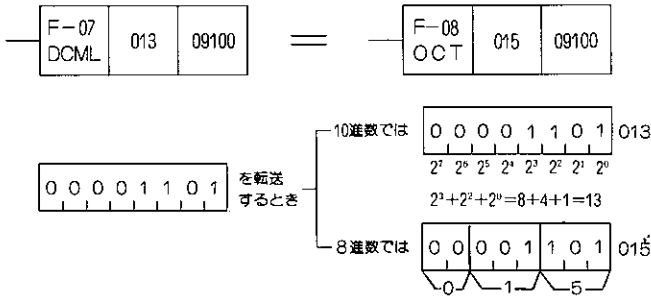 F-07 DCML 013 09100 = F-08 OCT 015 09100
10進数では 0 0 0 0 1 1 0 1 013
2⁷ 2⁶ 2⁵ 2⁴ 2³ 2² 2¹ 2⁰
2³+2²+2⁰=8+4+1=13
0 0 0 0 1 1 0 1 を転送するとき
8進数では 0 0 0 0 1 1 0 1 015
0 1 5